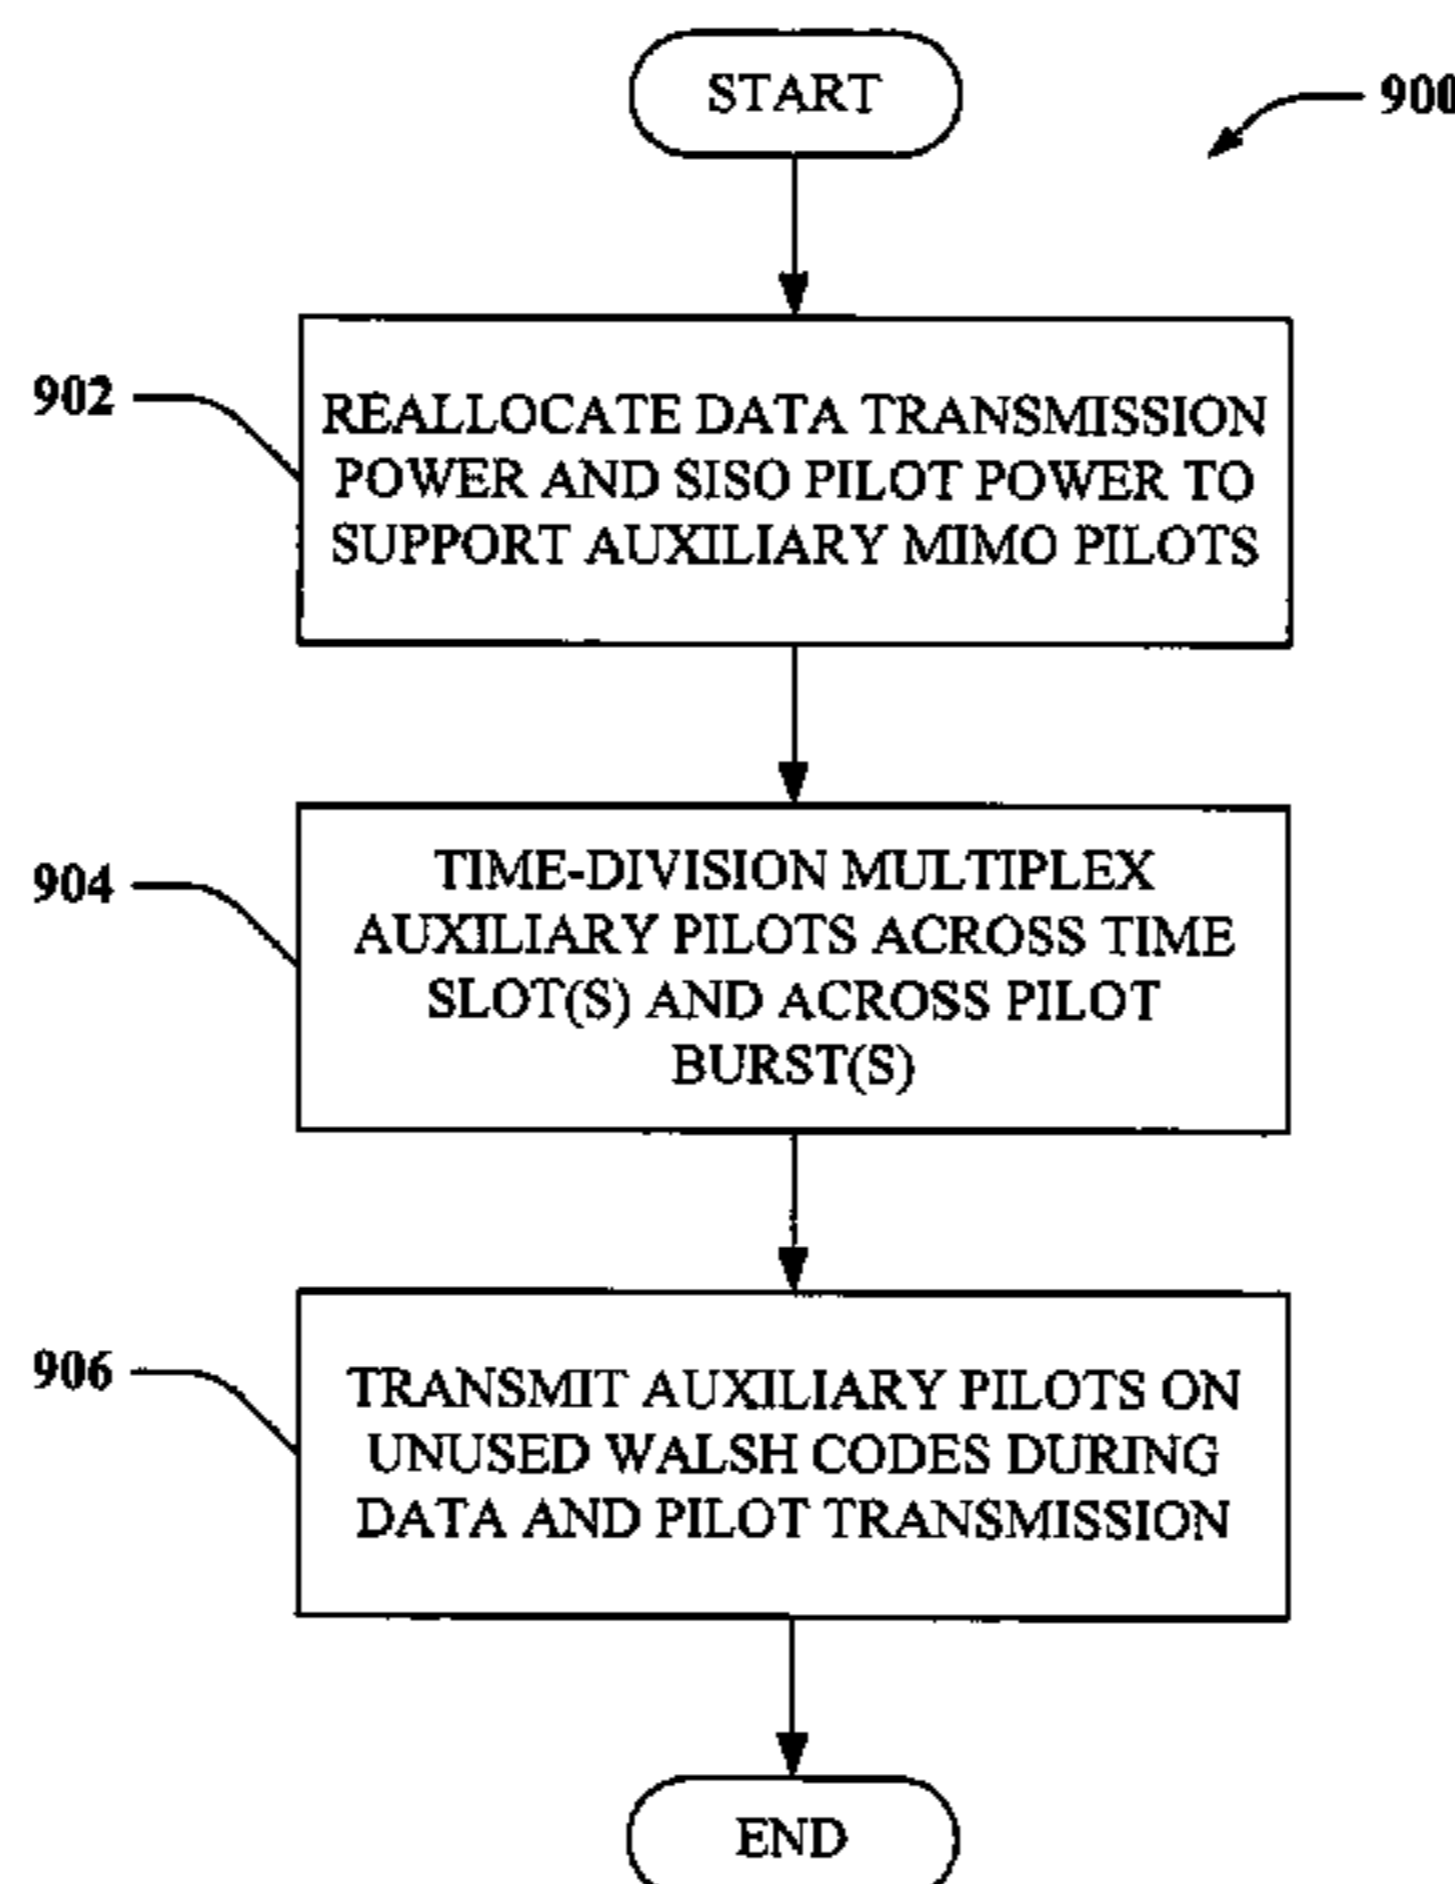 START
900
902
REALLOCATE DATA TRANSMISSION
POWER AND SISO PILOT POWER TO
SUPPORT AUXILIARY MIMO PILOTS
904
TIME-DIVISION MULTIPLEX
AUXILIARY PILOTS ACROSS TIME
SLOT(S) AND ACROSS PILOT
BURST(S)
906
TRANSMIT AUXILIARY PILOTS ON
UNUSED WALSH CODES DURING
DATA AND PILOT TRANSMISSION
END